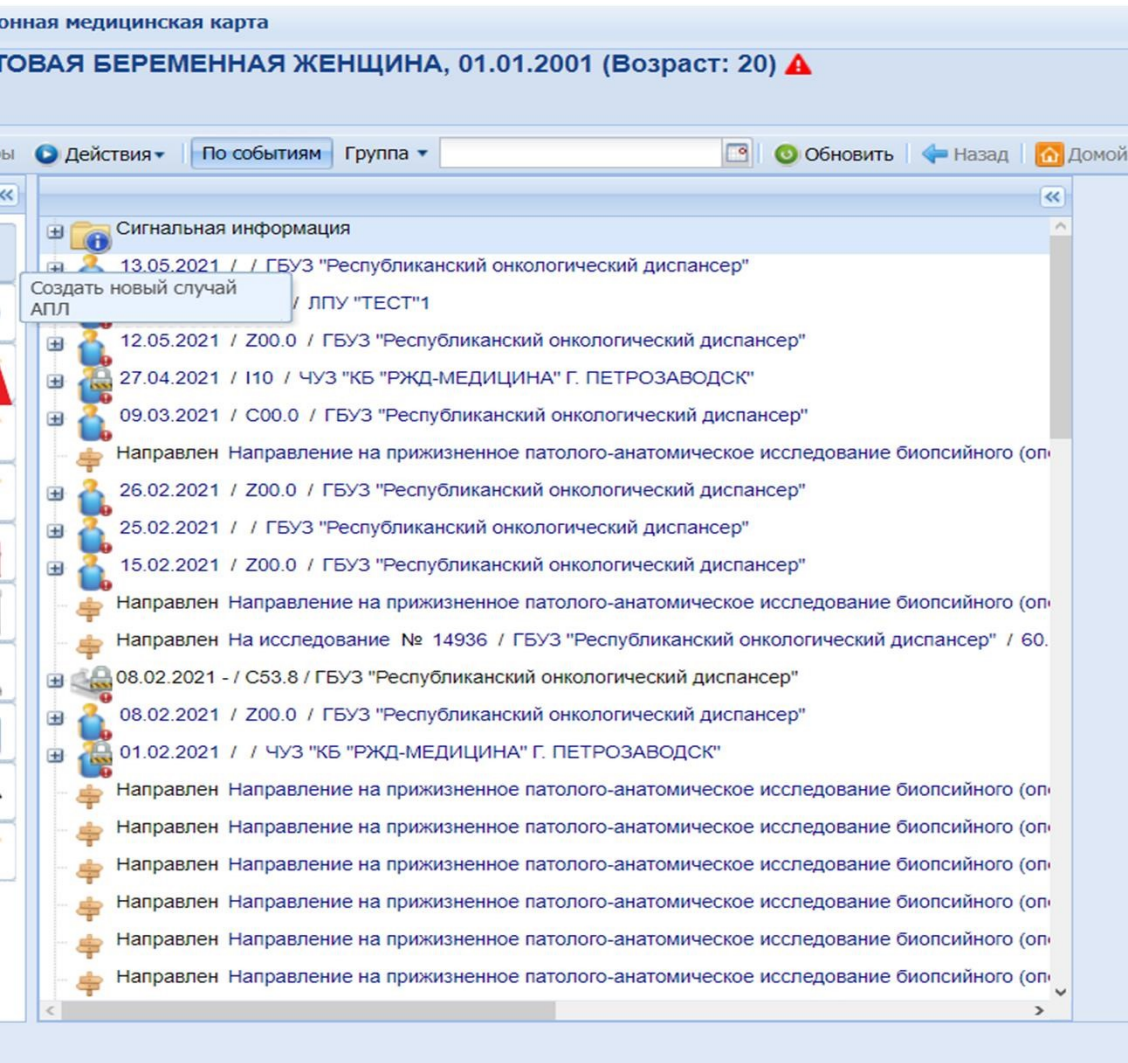 онная медицинская карта
ТОВАЯ БЕРЕМЕННАЯ ЖЕНЩИНА, 01.01.2001 (Возраст: 20)
ры Действия По событиям Группа Обновить Назад Домой
Сигнальная информация
13.05.2021 / / ГБУЗ "Республиканский онкологический диспансер"
Создать новый случай
АПЛ
/ ЛПУ "ТЕСТ"1
12.05.2021 / Z00.0 / ГБУЗ "Республиканский онкологический диспансер"
27.04.2021 / I10 / ЧУЗ "КБ "РЖД-МЕДИЦИНА" Г. ПЕТРОЗАВОДСК"
09.03.2021 / C00.0 / ГБУЗ "Республиканский онкологический диспансер"
Направлен Направление на прижизненное патолого-анатомическое исследование биопсийного (опе
26.02.2021 / Z00.0 / ГБУЗ "Республиканский онкологический диспансер"
25.02.2021 / / ГБУЗ "Республиканский онкологический диспансер"
15.02.2021 / Z00.0 / ГБУЗ "Республиканский онкологический диспансер"
Направлен Направление на прижизненное патолого-анатомическое исследование биопсийного (опе
Направлен На исследование № 14936 / ГБУЗ "Республиканский онкологический диспансер" / 60.
08.02.2021 - / C53.8 / ГБУЗ "Республиканский онкологический диспансер"
08.02.2021 / Z00.0 / ГБУЗ "Республиканский онкологический диспансер"
01.02.2021 / / ЧУЗ "КБ "РЖД-МЕДИЦИНА" Г. ПЕТРОЗАВОДСК"
Направлен Направление на прижизненное патолого-анатомическое исследование биопсийного (опе
Направлен Направление на прижизненное патолого-анатомическое исследование биопсийного (опе
Направлен Направление на прижизненное патолого-анатомическое исследование биопсийного (опе
Направлен Направление на прижизненное патолого-анатомическое исследование биопсийного (опе
Направлен Направление на прижизненное патолого-анатомическое исследование биопсийного (опе
Направлен Направление на прижизненное патолого-анатомическое исследование биопсийного (опе